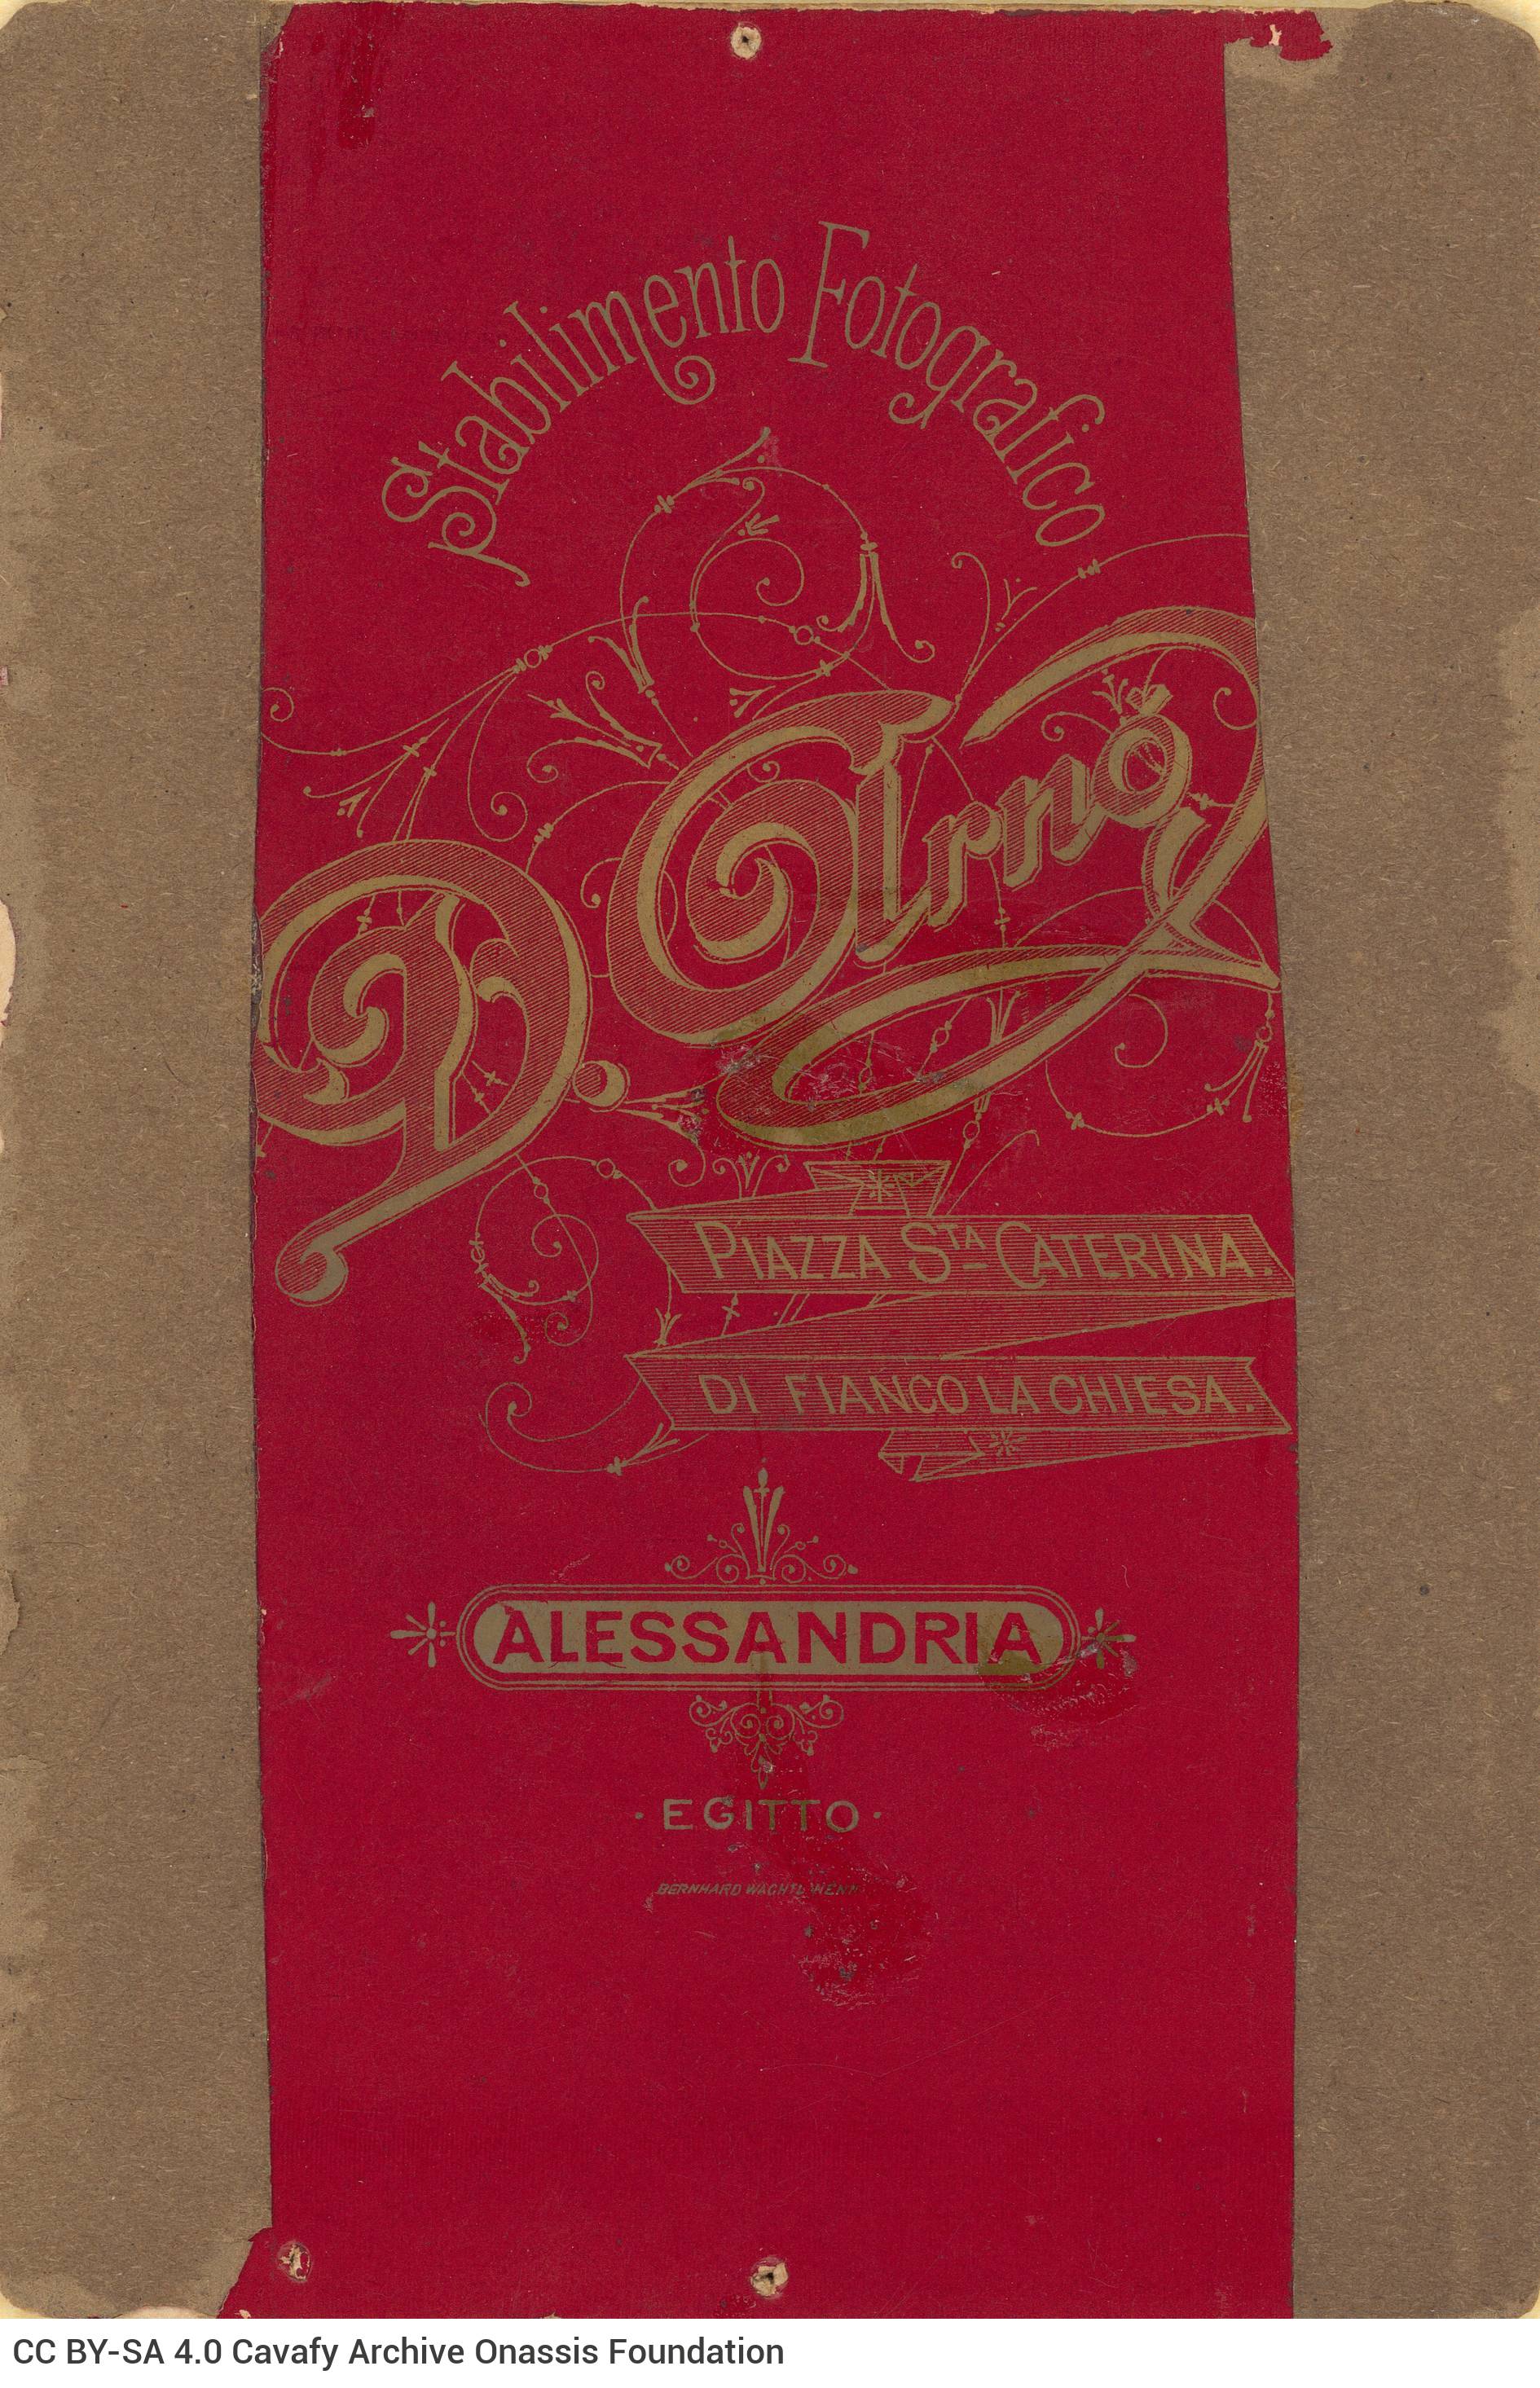 Stabilimento Fotografico
D. Arno
PIAZZA STA CATERINA.
DI FIANCO LA CHIESA.
ALESSANDRIA
· EGITTO ·
BERNHARD WACHTL WIEN
CC BY-SA 4.0 Cavafy Archive Onassis Foundation